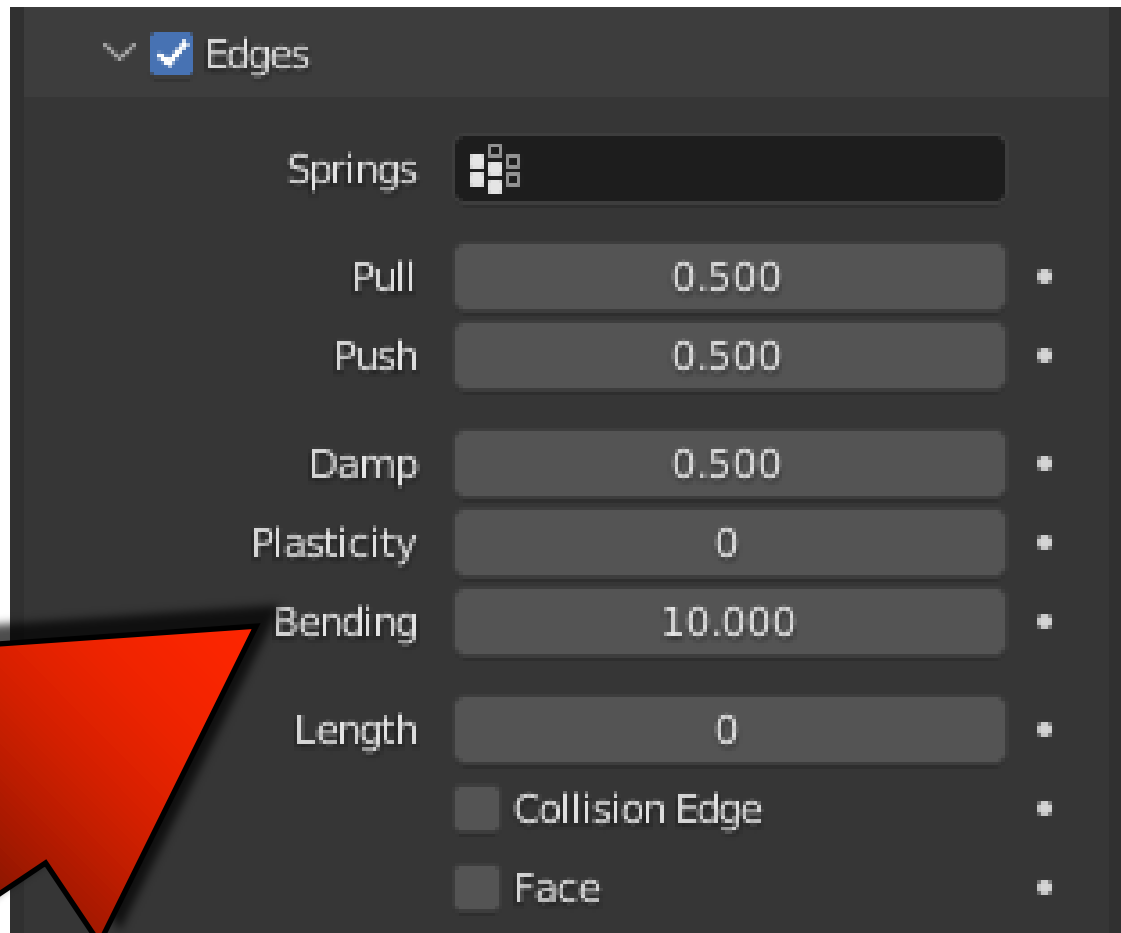 Edges
Springs
Pull 0.500
Push 0.500
Damp 0.500
Plasticity 0
Bending 10.000
Length 0
Collision Edge
Face